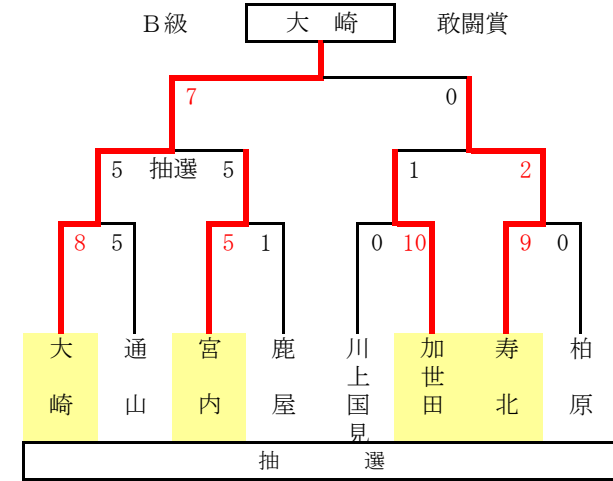 B級 大崎 敢闘賞
7 0
5 抽選 5 1 2
8 5 5 1 0 10 9 0
大崎
通山
宮内
鹿屋
川上国見
加世田
寿北
柏原
抽選